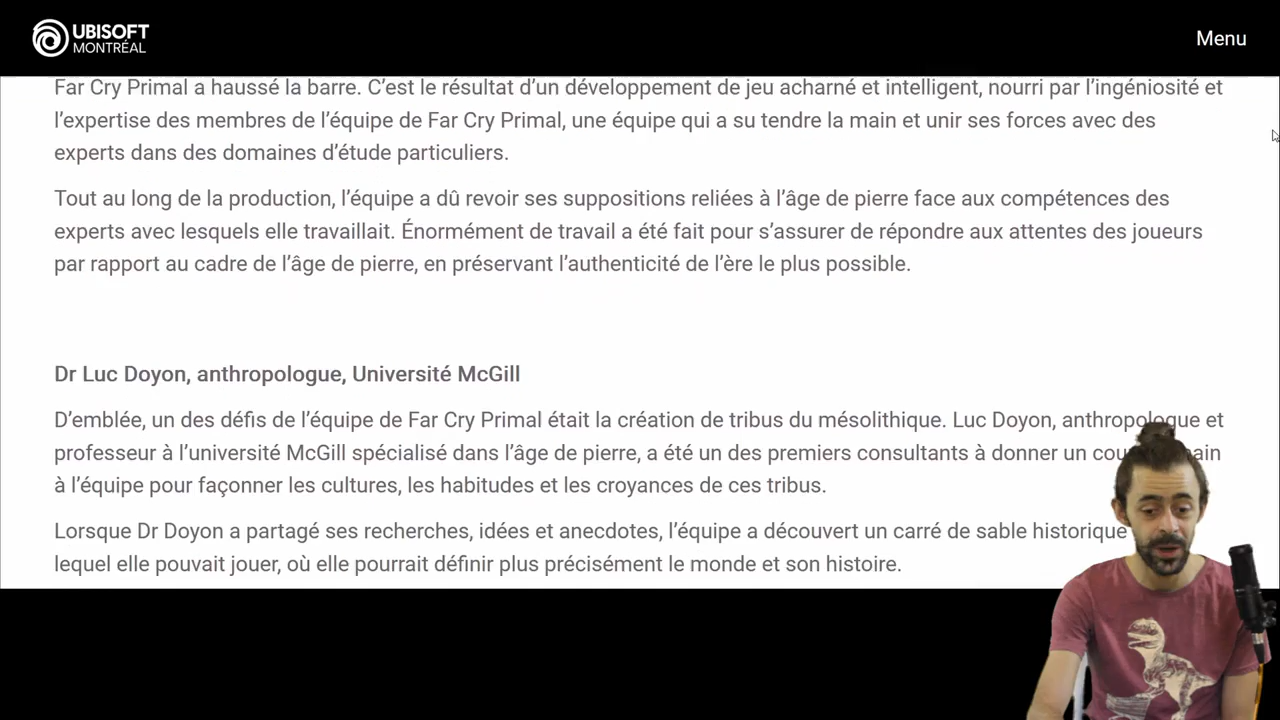 UBISOFT
MONTRÉAL
Menu
Far Cry Primal a haussé la barre. C’est le résultat d’un développement de jeu acharné et intelligent, nourri par l’ingéniosité et
l’expertise des membres de l’équipe de Far Cry Primal, une équipe qui a su tendre la main et unir ses forces avec des
experts dans des domaines d’étude particuliers.
Tout au long de la production, l’équipe a dû revoir ses suppositions reliées à l’âge de pierre face aux compétences des
experts avec lesquels elle travaillait. Énormément de travail a été fait pour s’assurer de répondre aux attentes des joueurs
par rapport au cadre de l’âge de pierre, en préservant l’authenticité de l’ère le plus possible.
Dr Luc Doyon, anthropologue, Université McGill
D’emblée, un des défis de l’équipe de Far Cry Primal était la création de tribus du mésolithique. Luc Doyon, anthropologue et
professeur à l’université McGill spécialisé dans l’âge de pierre, a été un des premiers consultants à donner un
à l’équipe pour façonner les cultures, les habitudes et les croyances de ces tribus.
Lorsque Dr Doyon a partagé ses recherches, idées et anecdotes, l’équipe a découvert un carré de sable historique
lequel elle pouvait jouer, où elle pourrait définir plus précisément le monde et son histoire.